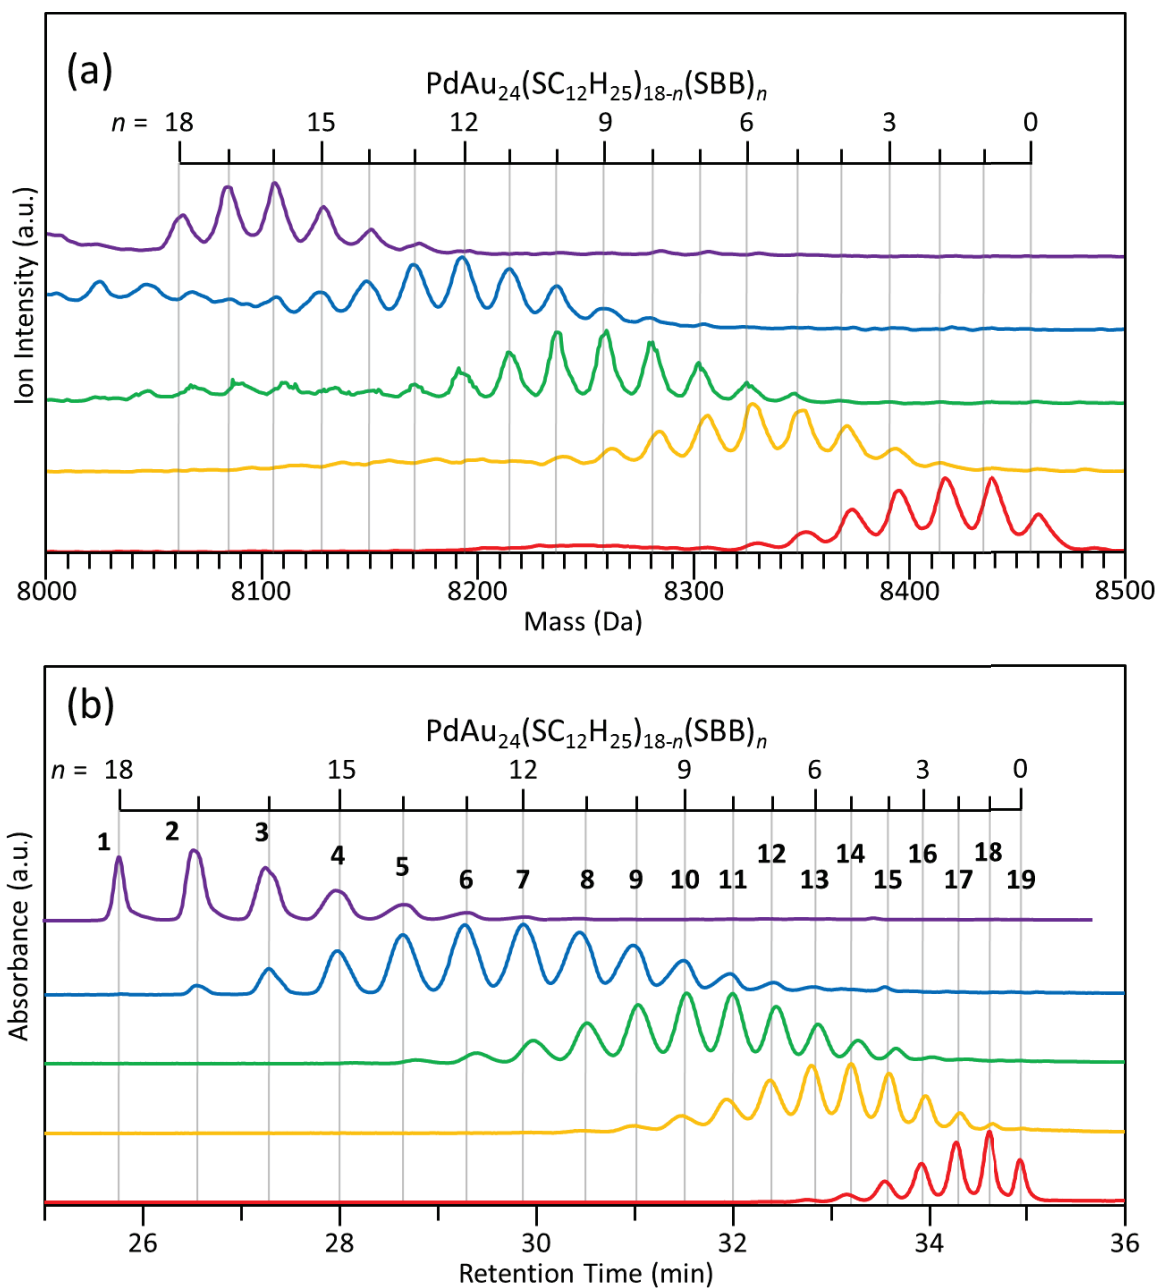 (a)
PdAu₂₄(SC₁₂H₂₅)₁₈₋ₙ(SBB)ₙ
n = 18 15 12 9 6 3 0
Ion Intensity (a.u.)
8000 8100 8200 8300 8400 8500
Mass (Da)
(b)
PdAu₂₄(SC₁₂H₂₅)₁₈₋ₙ(SBB)ₙ
n = 18 15 12 9 6 3 0
1 2 3 4 5 6 7 8 9 10 11 12 13 14 15 16 17 18 19
Absorbance (a.u.)
26 28 30 32 34 36
Retention Time (min)